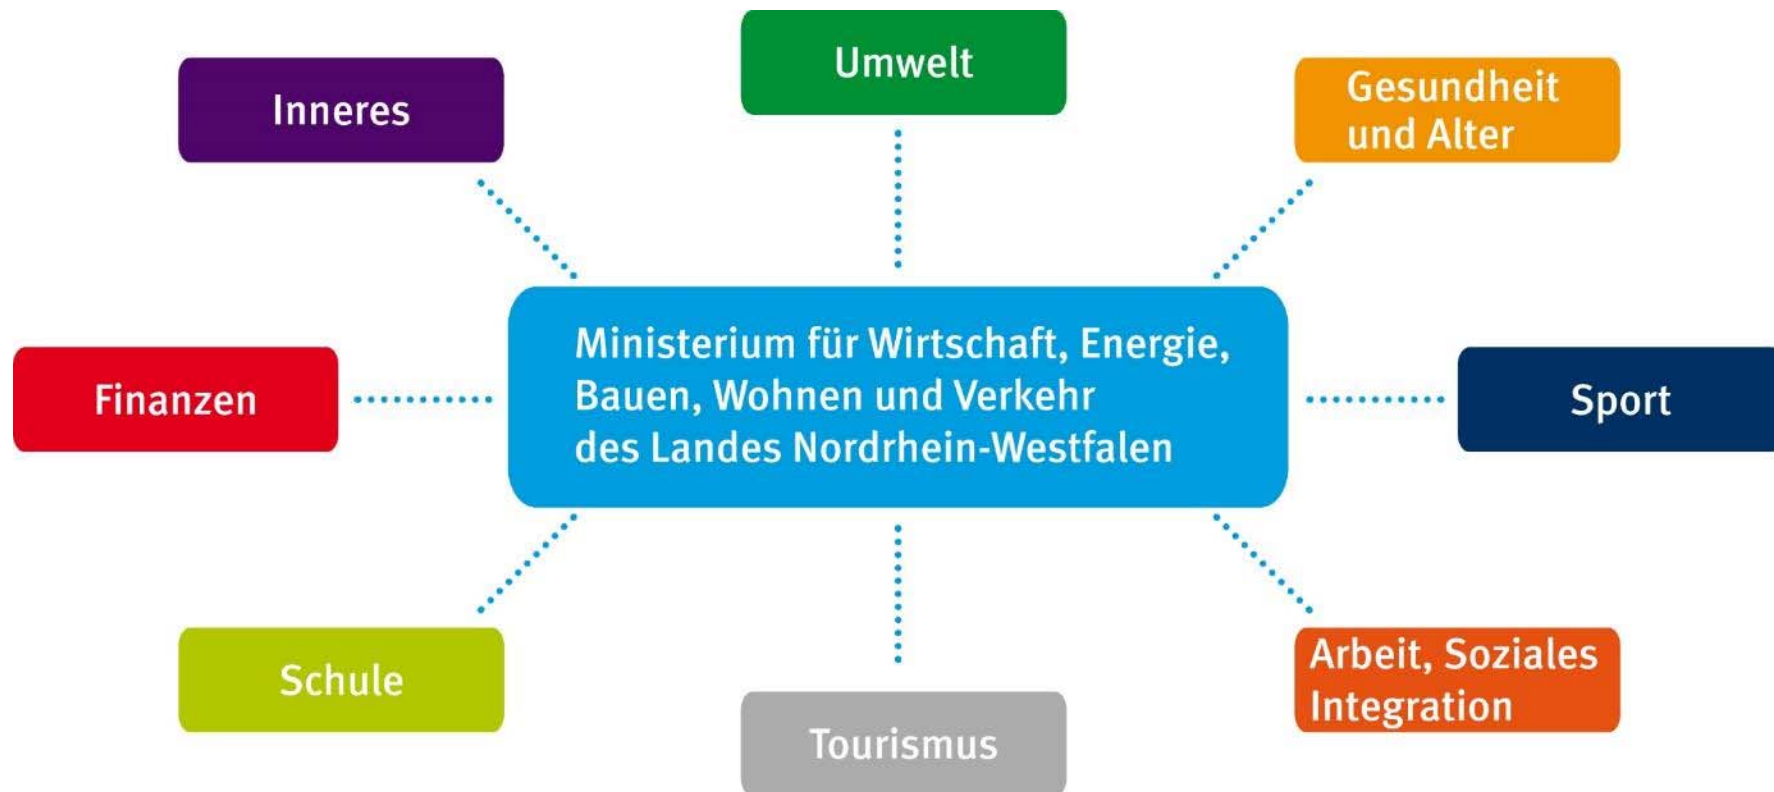 Umwelt
Inneres
Gesundheit
und Alter
Ministerium für Wirtschaft, Energie,
Bauen, Wohnen und Verkehr
des Landes Nordrhein-Westfalen
Finanzen
Sport
Schule
Arbeit, Soziales
Integration
Tourismus